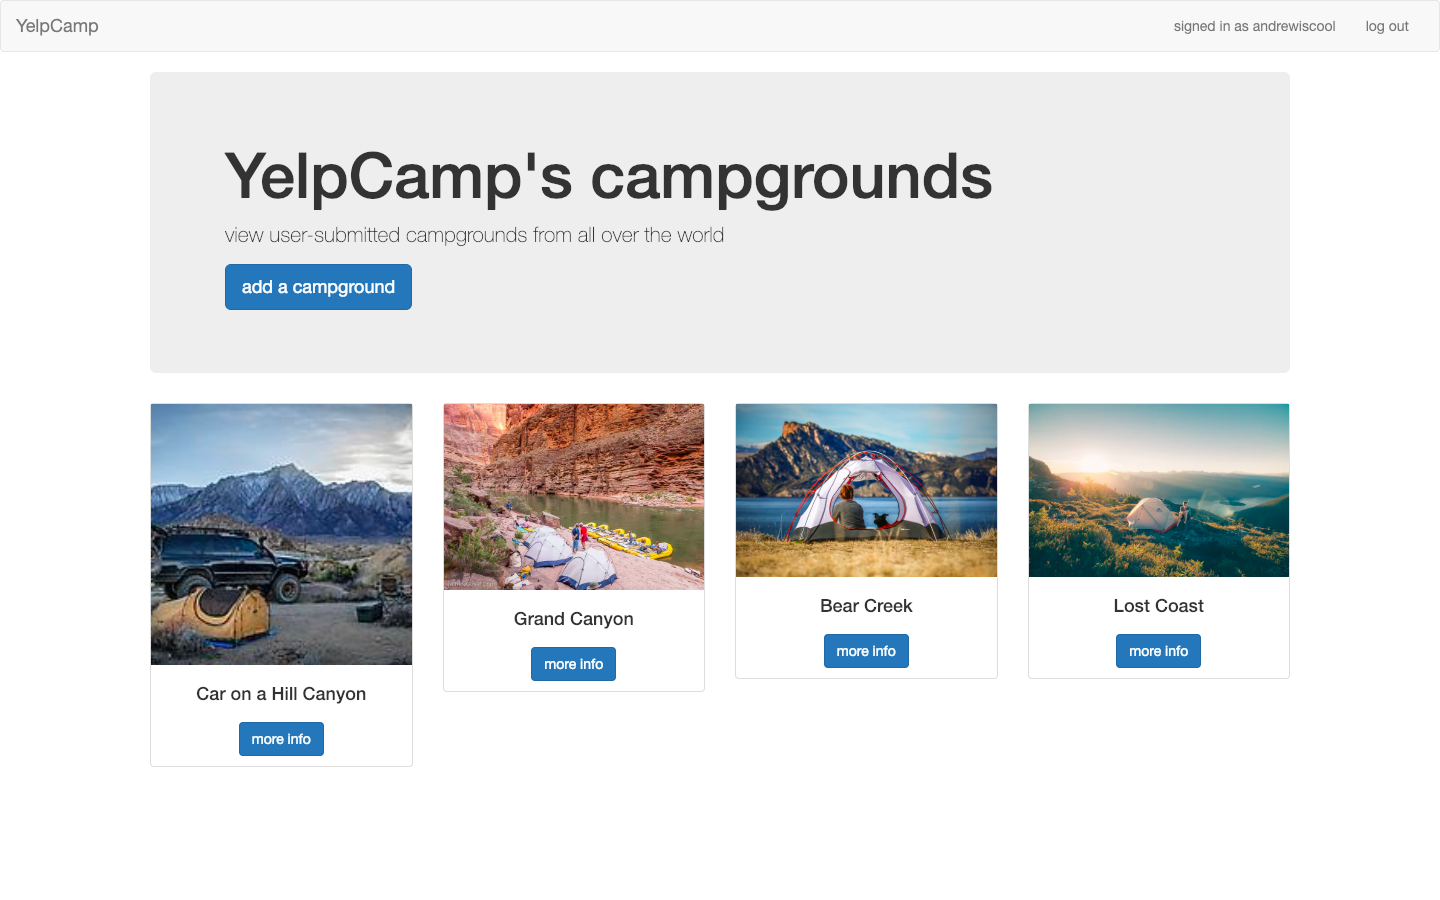 YelpCamp
signed in as andrewiscool
log out
YelpCamp's campgrounds
view user-submitted campgrounds from all over the world
add a campground
Car on a Hill Canyon
more info
Grand Canyon
more info
Bear Creek
more info
Lost Coast
more info